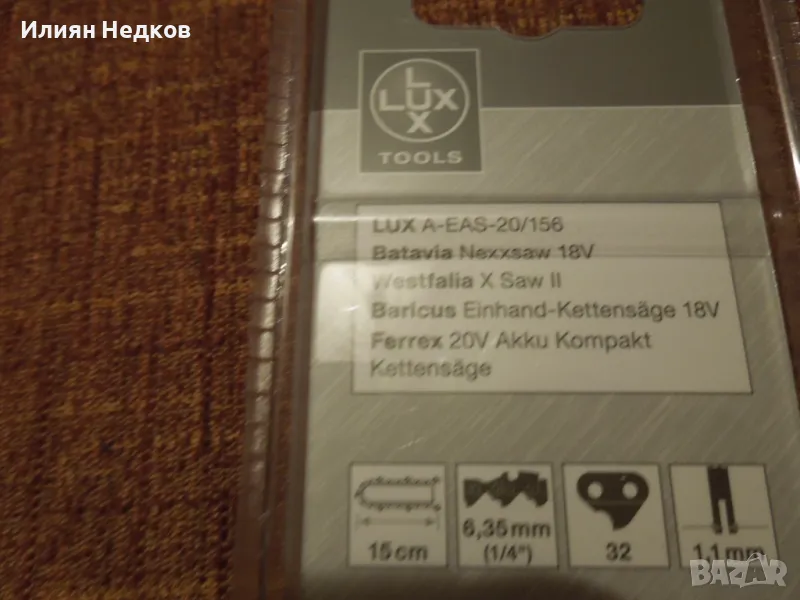 Илиян Недков
L
LUX
X
TOOLS
LUX A-EAS-20/156
Batavia Nexxsaw 18V
Westfalia X Saw II
Baricus Einhand-Kettensäge 18V
Ferrex 20V Akku Kompakt
Kettensäge
15cm
6,35mm
(1/4")
32
1,1mm
BAZAR